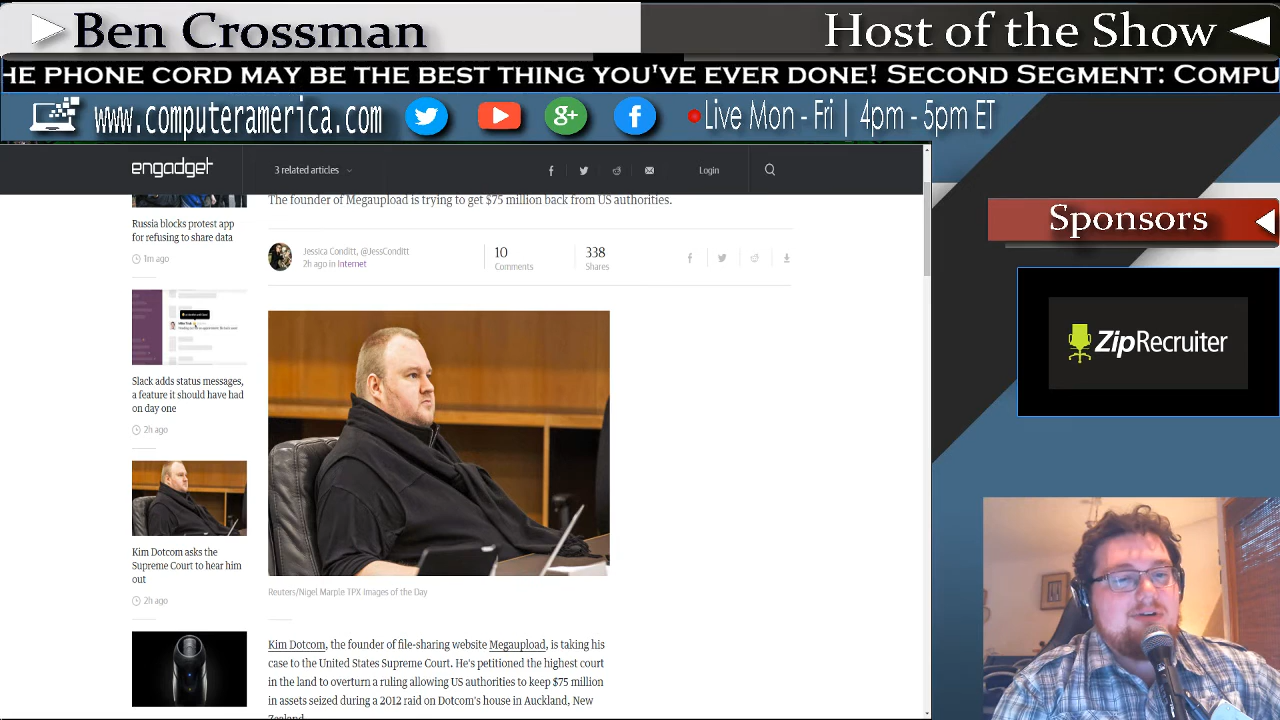 Ben Crossman
Host of the Show
HE PHONE CORD MAY BE THE BEST THING YOU'VE EVER DONE! SECOND SEGMENT: COMPU
www.computeramerica.com
Live Mon - Fri | 4pm - 5pm ET
engadget
3 related articles
Login
The founder of Megaupload is trying to get $75 million back from US authorities.
Jessica Conditt, @JessConditt
2h ago in Internet
10
Comments
338
Shares
Russia blocks protest app
for refusing to share data
1m ago
Slack adds status messages,
a feature it should have had
on day one
2h ago
Kim Dotcom asks the
Supreme Court to hear him
out
2h ago
Reuters/Nigel Marple TPX Images of the Day
Kim Dotcom, the founder of file-sharing website Megaupload, is taking his
case to the United States Supreme Court. He's petitioned the highest court
in the land to overturn a ruling allowing US authorities to keep $75 million
in assets seized during a 2012 raid on Dotcom's house in Auckland, New
Zealand.
Sponsors
ZipRecruiter